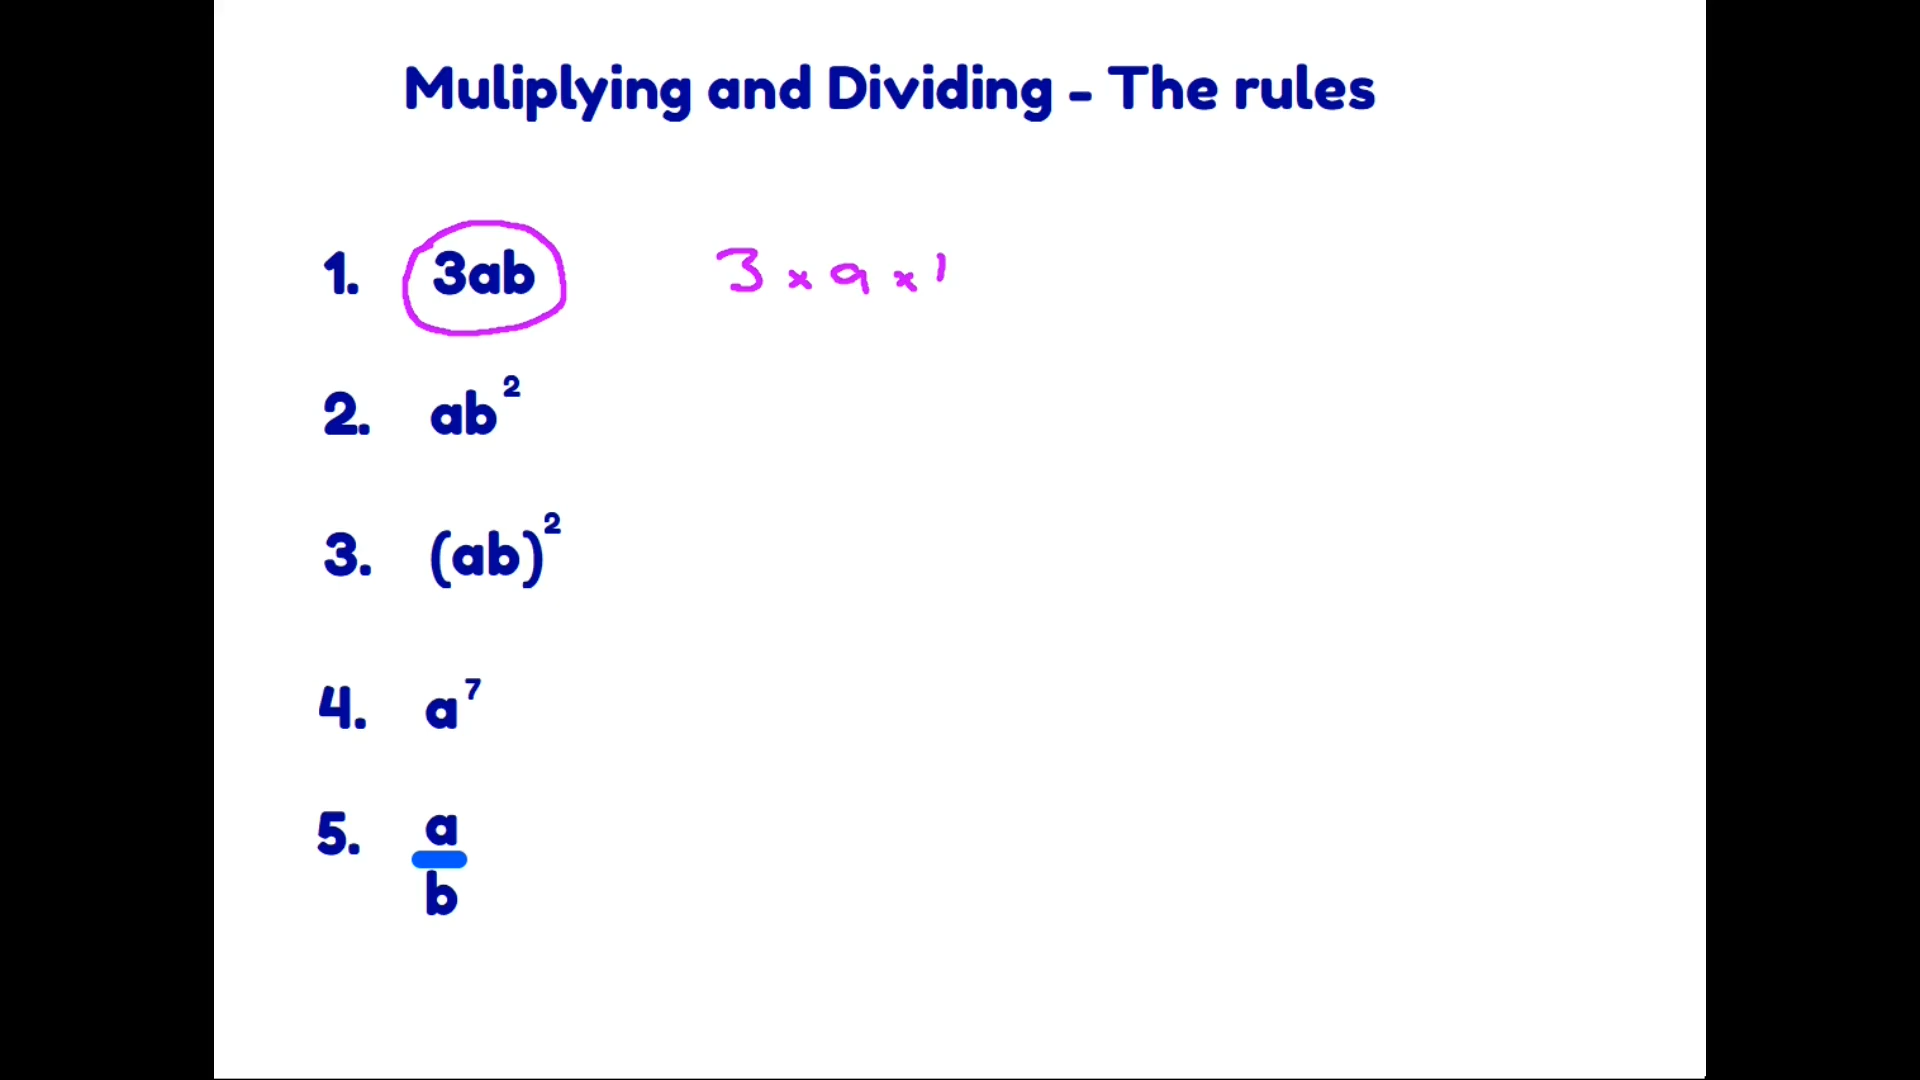 Muliplying and Dividing - The rules
1. 3ab 3 × a × 1
2. ab²
3. (ab)²
4. a⁷
5. a
b